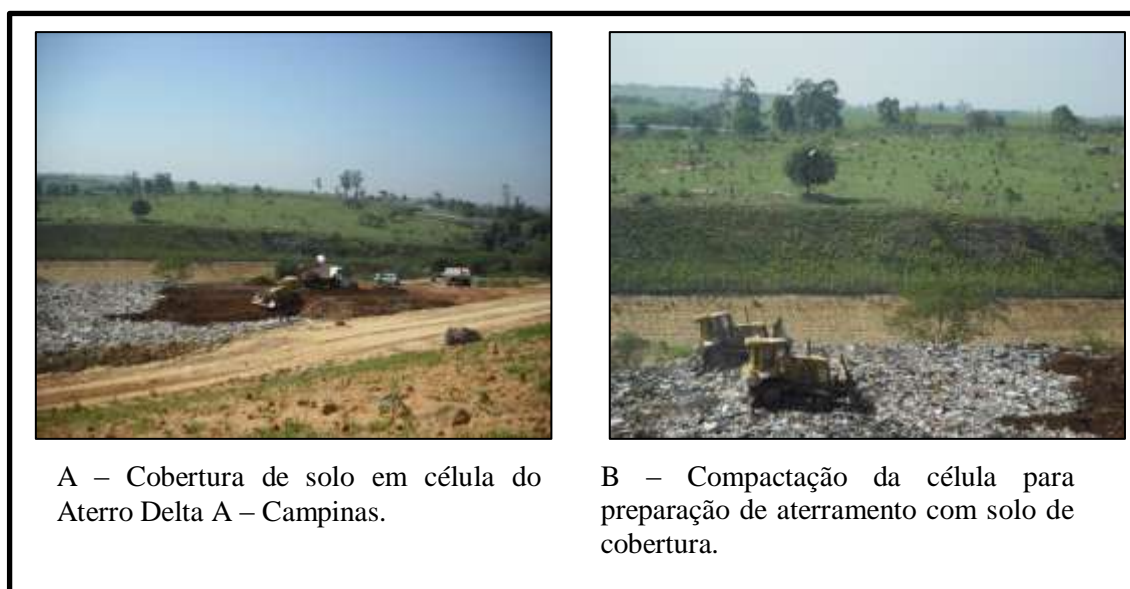 A – Cobertura de solo em célula do
Aterro Delta A – Campinas.
B – Compactação da célula para
preparação de aterramento com solo de
cobertura.